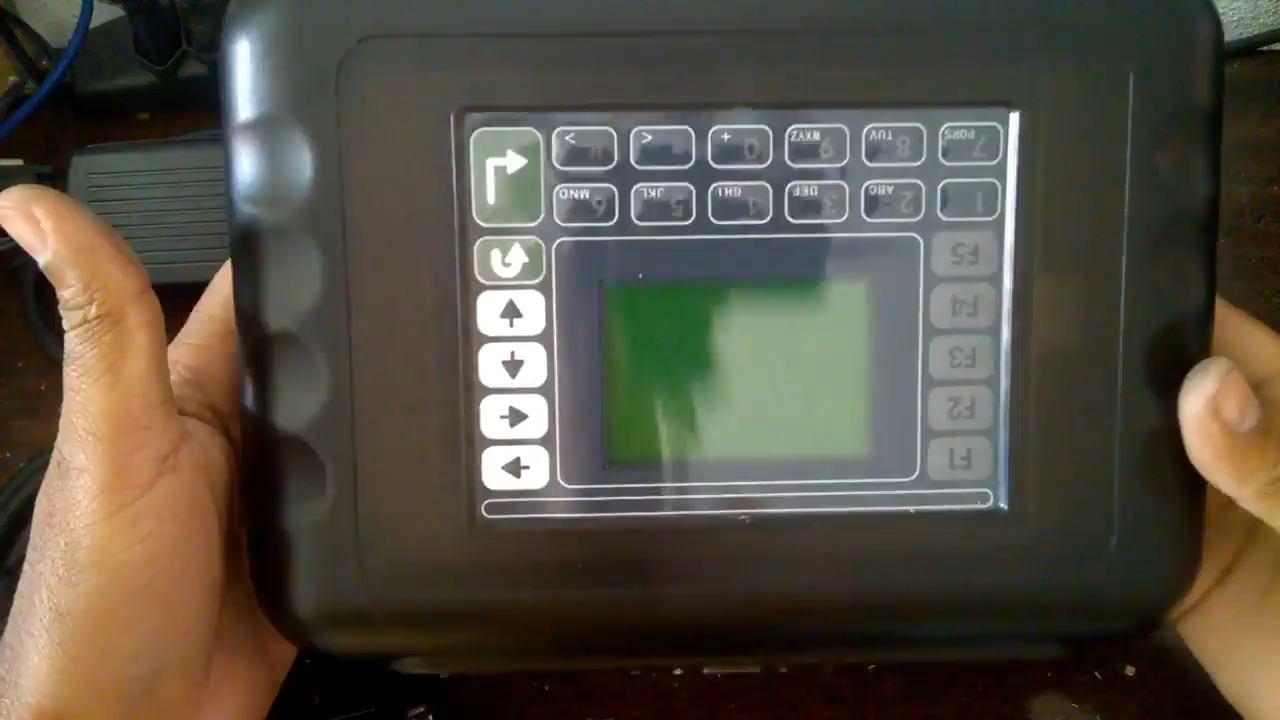 F1
F2
F3
F4
F5
1 2 ABC 3 DEF 4 GHI 5 JKL 6 MNO
7 PQRS 8 TUV 9 WXYZ 0 + #